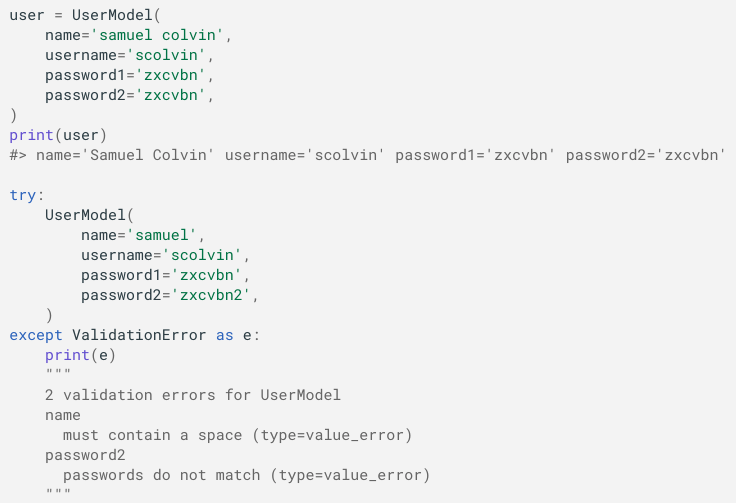 user = UserModel(
    name='samuel colvin',
    username='scolvin',
    password1='zxcvbn',
    password2='zxcvbn',
)
print(user)
#> name='Samuel Colvin' username='scolvin' password1='zxcvbn' password2='zxcvbn'

try:
    UserModel(
        name='samuel',
        username='scolvin',
        password1='zxcvbn',
        password2='zxcvbn2',
    )
except ValidationError as e:
    print(e)
    """
    2 validation errors for UserModel
    name
      must contain a space (type=value_error)
    password2
      passwords do not match (type=value_error)
    """